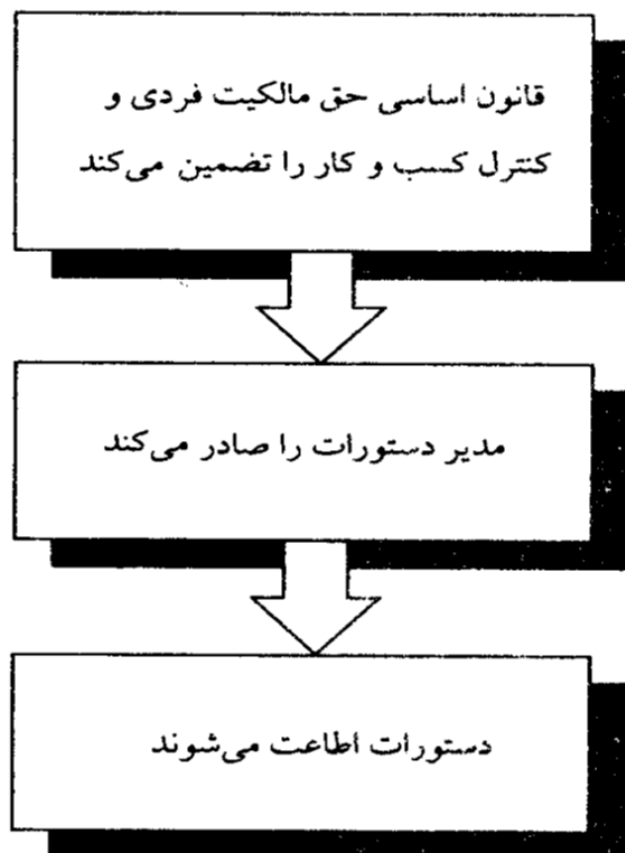 قانون اساسی حق مالکیت فردی و
کنترل کسب و کار را تضمین می‌کند
مدیر دستورات را صادر می‌کند
دستورات اطاعت می‌شوند